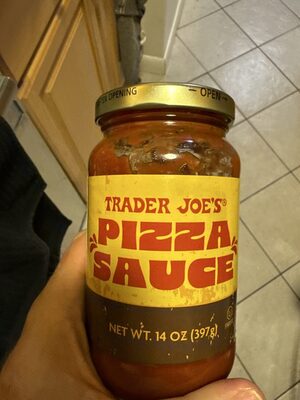 OPENING
OPEN
TRADER JOE'S®
PIZZA
SAUCE
NET WT. 14 OZ (397g)